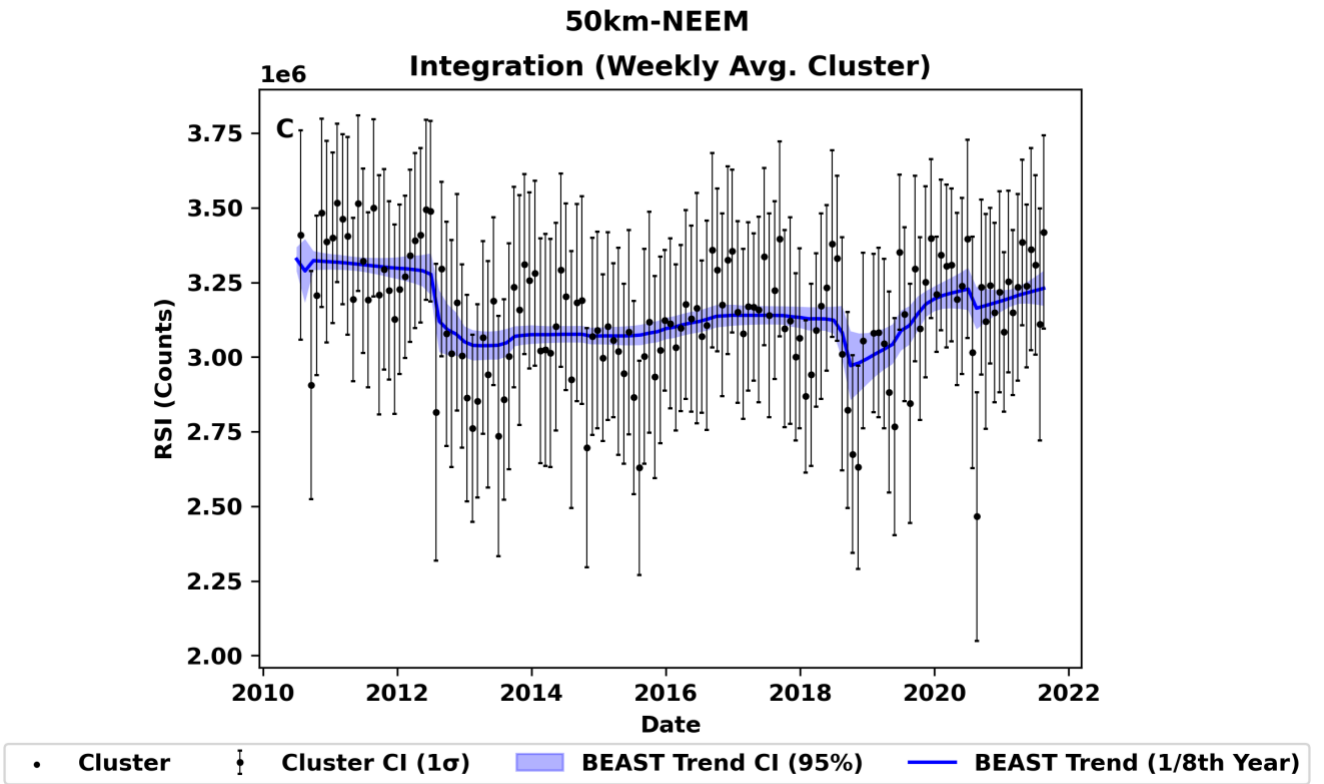 50km-NEEM
Integration (Weekly Avg. Cluster)
1e6
C
3.75
3.50
3.25
3.00
2.75
2.50
2.25
2.00
RSI (Counts)
2010 2012 2014 2016 2018 2020 2022
Date
Cluster Cluster CI (1σ) BEAST Trend CI (95%) BEAST Trend (1/8th Year)